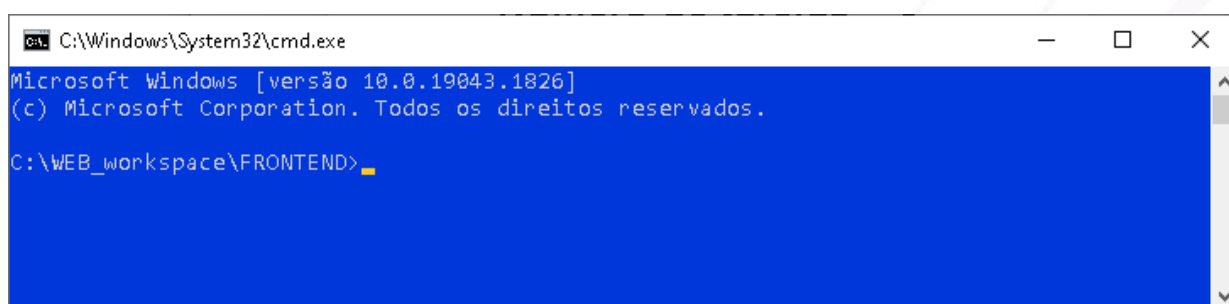 C:\Windows\System32\cmd.exe
Microsoft Windows [versão 10.0.19043.1826]
(c) Microsoft Corporation. Todos os direitos reservados.
C:\WEB_workspace\FRONTEND>